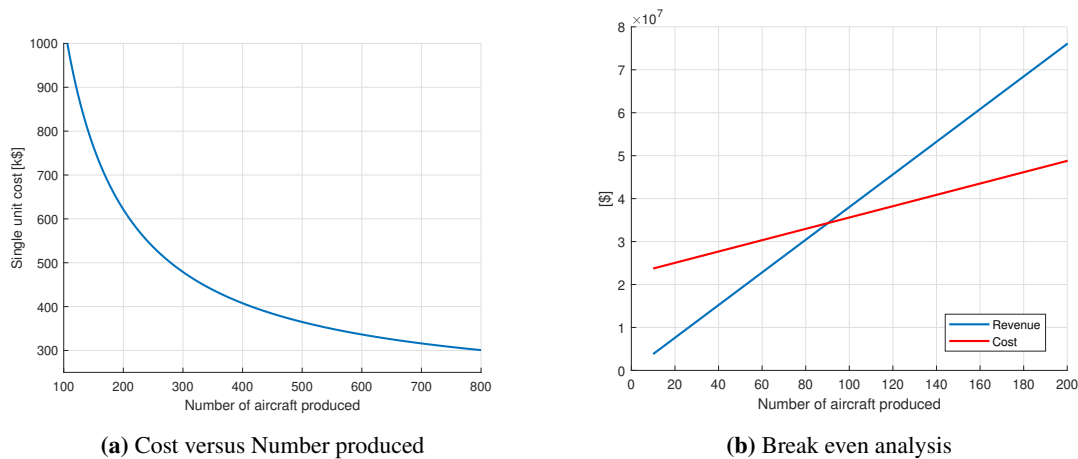 1000
900
800
700
600
500
400
300
Single unit cost [k$]
100 200 300 400 500 600 700 800
Number of aircraft produced
(a) Cost versus Number produced
×10⁷
8
7
6
5
4
3
2
1
0
[$]
Revenue
Cost
0 20 40 60 80 100 120 140 160 180 200
Number of aircraft produced
(b) Break even analysis